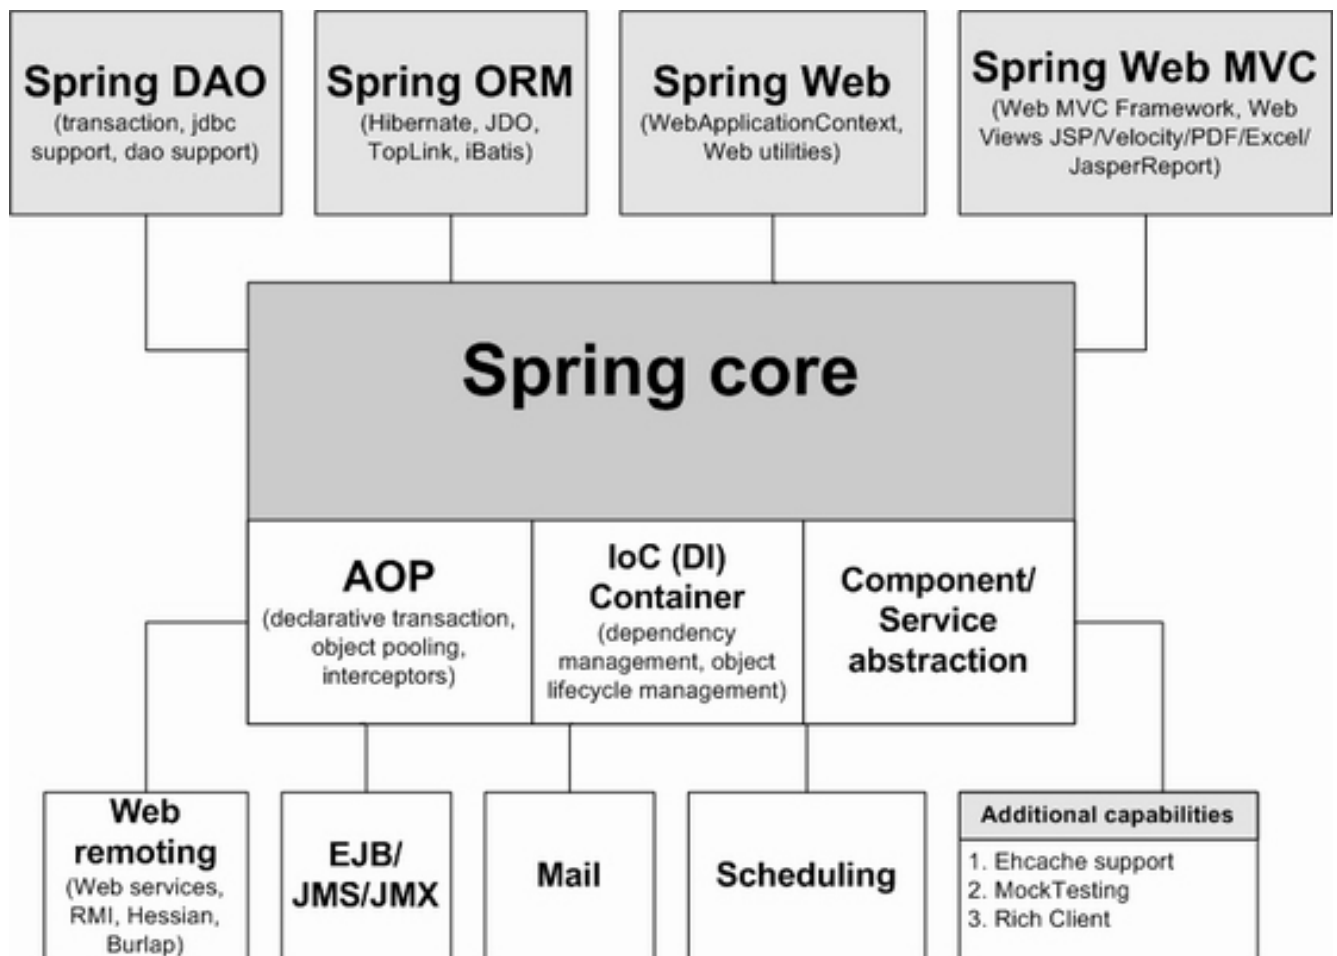 Spring DAO
(transaction, jdbc
support, dao support)
Spring ORM
(Hibernate, JDO,
TopLink, iBatis)
Spring Web
(WebApplicationContext,
Web utilities)
Spring Web MVC
(Web MVC Framework, Web
Views JSP/Velocity/PDF/Excel/
JasperReport)
Spring core
AOP
(declarative transaction,
object pooling,
interceptors)
IoC (DI)
Container
(dependency
management, object
lifecycle management)
Component/
Service
abstraction
Web
remoting
(Web services,
RMI, Hessian,
Burlap)
EJB/
JMS/JMX
Mail
Scheduling
Additional capabilities
1. Ehcache support
2. MockTesting
3. Rich Client